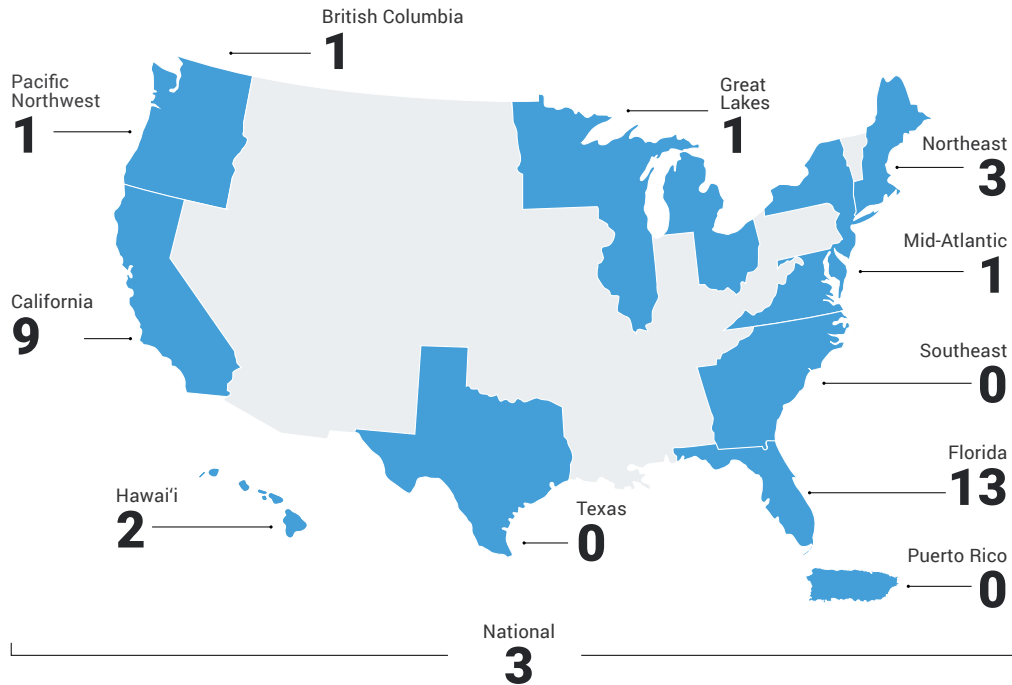 British Columbia
1
Pacific
Northwest
1
Great
Lakes
1
Northeast
3
Mid-Atlantic
1
California
9
Southeast
0
Florida
13
Hawaiʻi
2
Texas
0
Puerto Rico
0
National
3